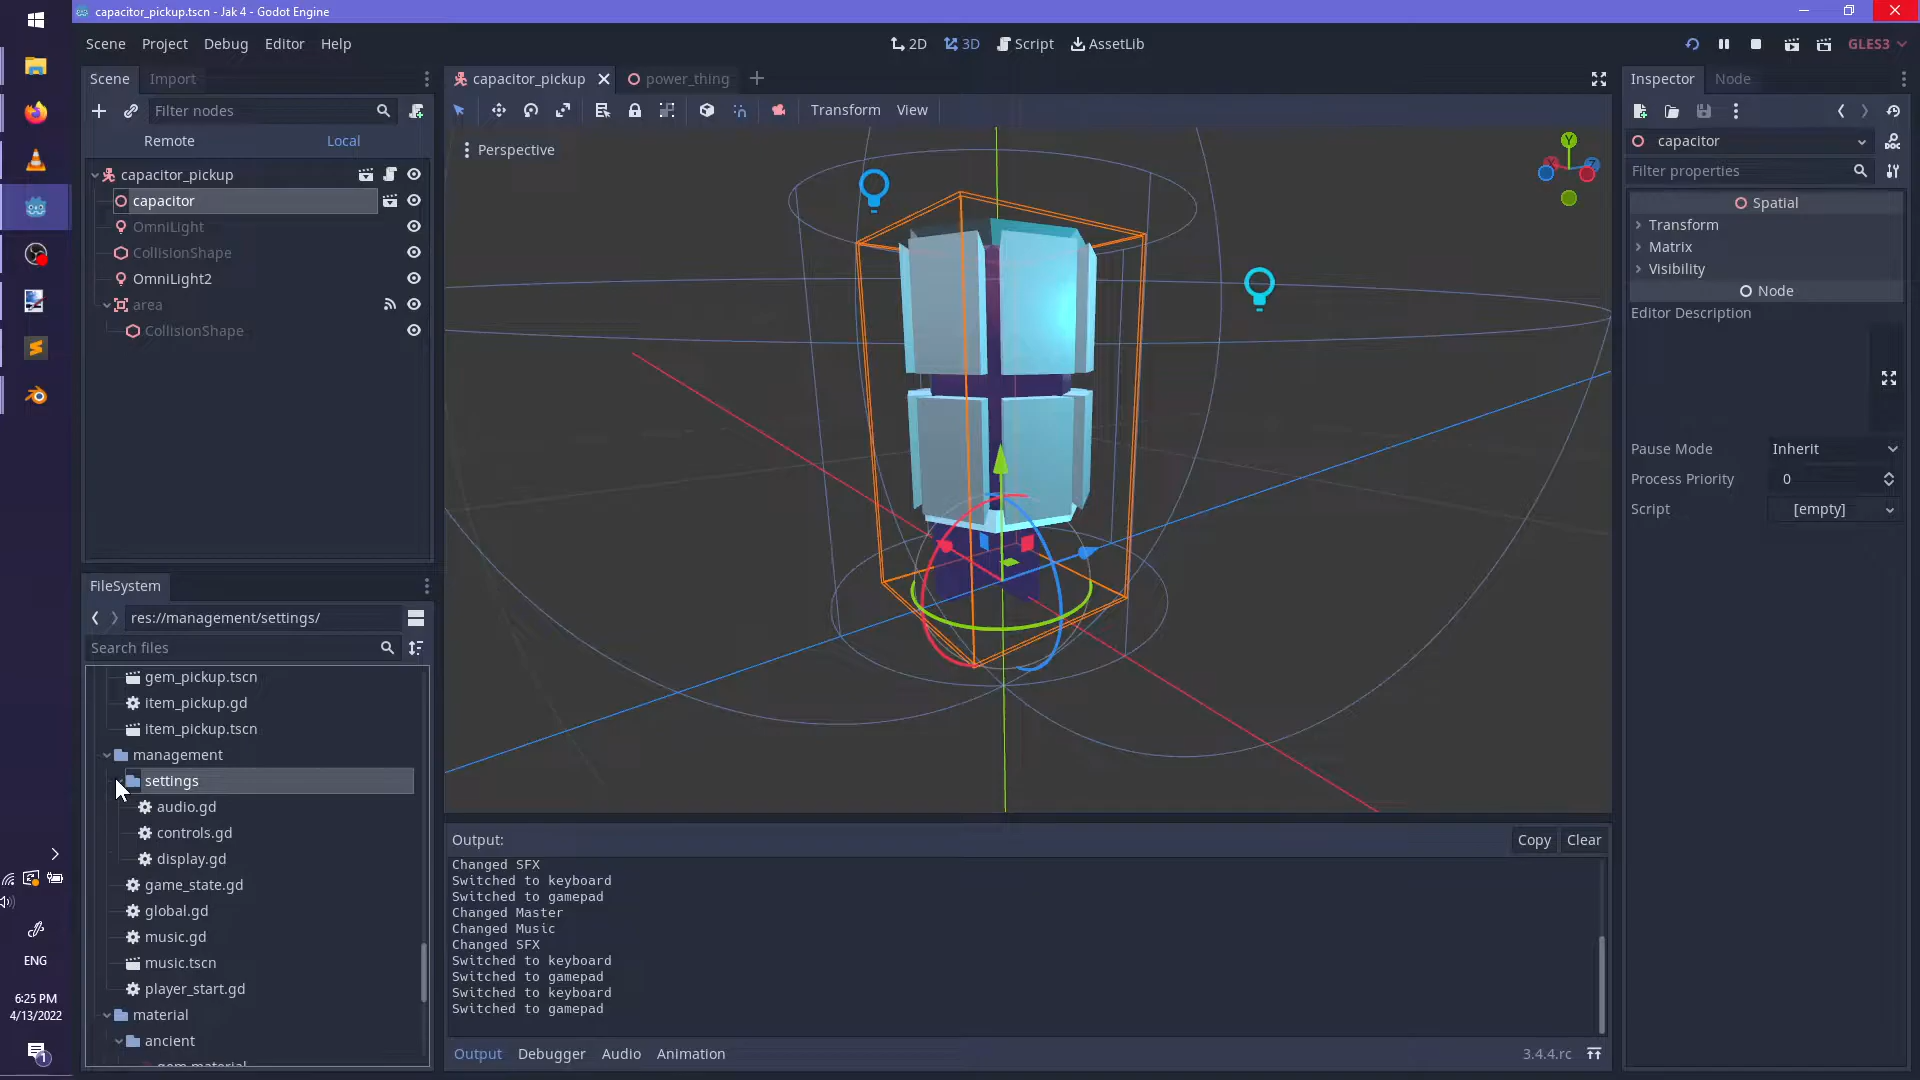 capacitor_pickup.tscn - Jak 4 - Godot Engine
Scene Project Debug Editor Help
2D 3D Script AssetLib
GLES3
Scene Import
Filter nodes
Remote Local
capacitor_pickup
capacitor
OmniLight
CollisionShape
OmniLight2
area
CollisionShape
FileSystem
res://management/settings/
Search files
gem_pickup.tscn
item_pickup.gd
item_pickup.tscn
management
settings
audio.gd
controls.gd
display.gd
game_state.gd
global.gd
music.gd
music.tscn
player_start.gd
material
ancient
gem.material
capacitor_pickup power_thing
Transform View
Perspective
Y
X
Z
Output:
Copy Clear
Changed SFX
Switched to keyboard
Switched to gamepad
Changed Master
Changed Music
Changed SFX
Switched to keyboard
Switched to gamepad
Switched to keyboard
Switched to gamepad
Output Debugger Audio Animation
3.4.4.rc
Inspector Node
capacitor
Filter properties
Spatial
Transform
Matrix
Visibility
Node
Editor Description
Pause Mode Inherit
Process Priority 0
Script [empty]
ENG
6:25 PM
4/13/2022
1